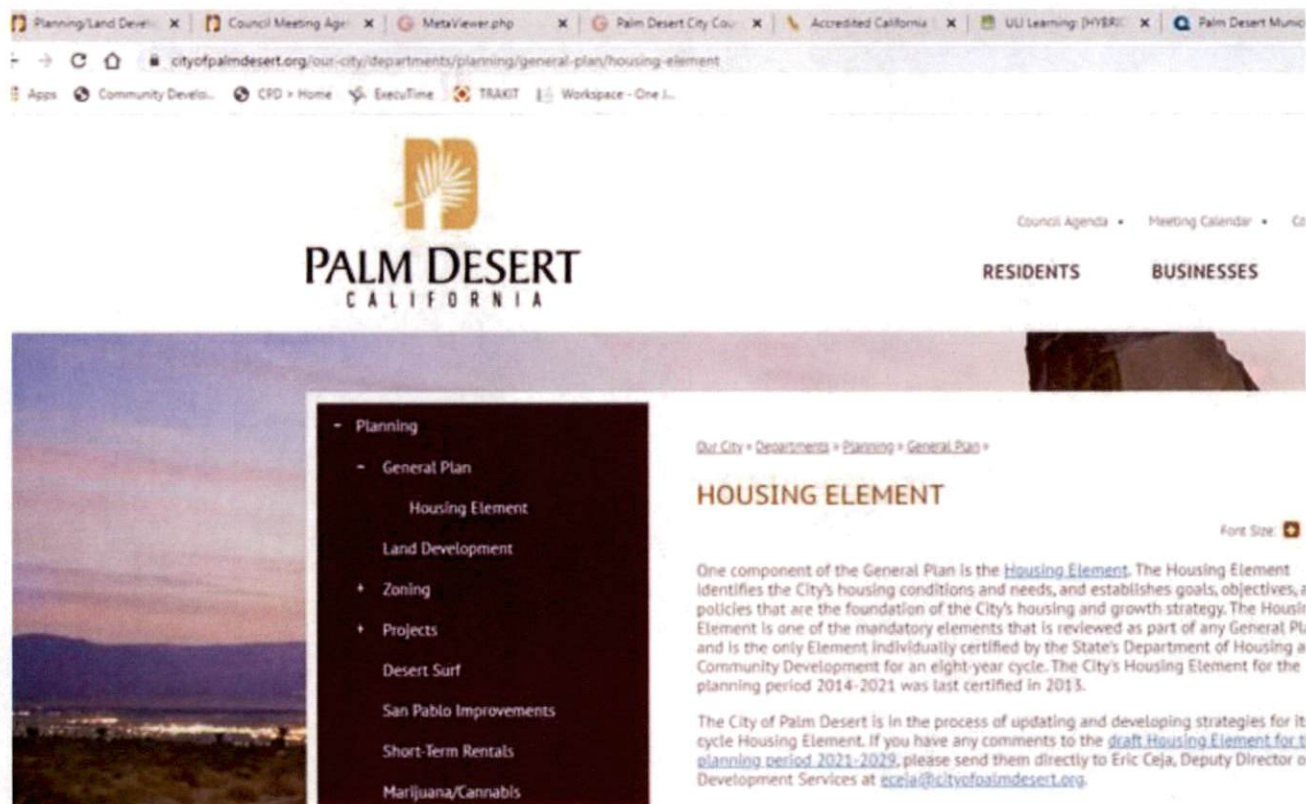 Planning/Land Develo
Council Meeting Age
MetaViewer.php
Palm Desert City Cou
Accredited California
ULI Learning: [HYBRI
Palm Desert Munic
cityofpalmdesert.org/our-city/departments/planning/general-plan/housing-element
Apps Community Develo... CPD > Home ExecuTime TRAKIT Workspace - One
PALM DESERT
CALIFORNIA
Council Agenda Meeting Calendar Co
RESIDENTS BUSINESSES
- Planning
- General Plan
Housing Element
Land Development
+ Zoning
+ Projects
Desert Surf
San Pablo Improvements
Short-Term Rentals
Marijuana/Cannabis
Our City » Departments » Planning » General Plan »
HOUSING ELEMENT
Font Size: +
One component of the General Plan is the Housing Element. The Housing Element
identifies the City's housing conditions and needs, and establishes goals, objectives, a
policies that are the foundation of the City's housing and growth strategy. The Housin
Element is one of the mandatory elements that is reviewed as part of any General Pl
and is the only Element individually certified by the State's Department of Housing a
Community Development for an eight-year cycle. The City's Housing Element for the
planning period 2014-2021 was last certified in 2013.
The City of Palm Desert is in the process of updating and developing strategies for it
cycle Housing Element. If you have any comments to the draft Housing Element for t
planning period 2021-2029, please send them directly to Eric Ceja, Deputy Director o
Development Services at eceja@cityofpalmdesert.org.